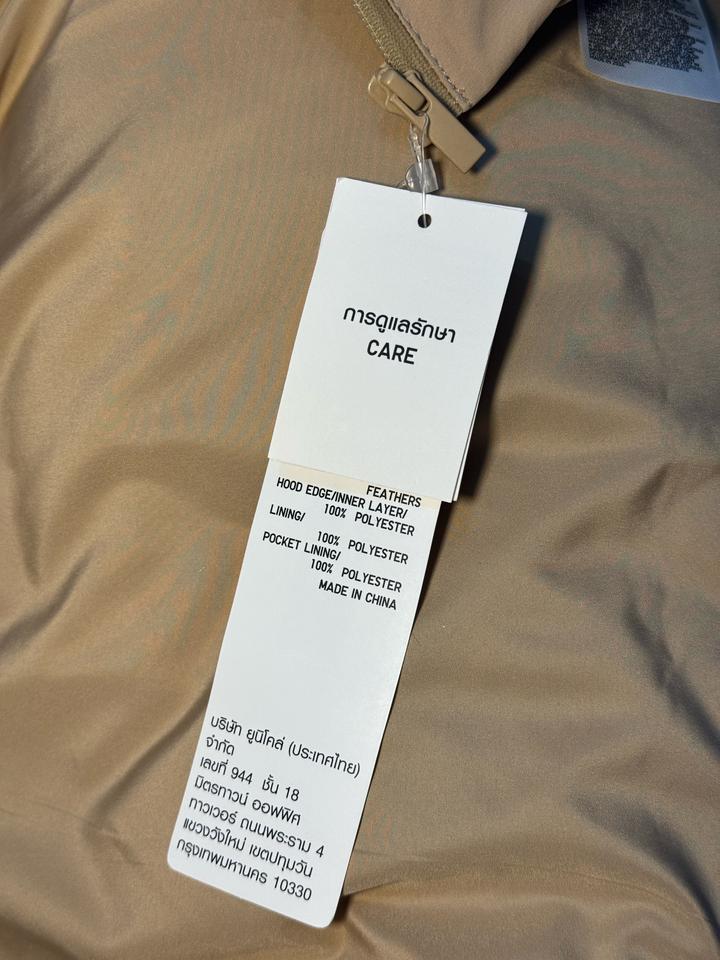 การดูแลรักษา
CARE
FEATHERS
HOOD EDGE/INNER LAYER/
100% POLYESTER
LINING/
100% POLYESTER
POCKET LINING/
100% POLYESTER
MADE IN CHINA
บริษัท ยูนิโคล่ (ประเทศไทย)
จำกัด
เลขที่ 944 ชั้น 18
มิตรทาวน์ ออฟฟิศ
ทาวเวอร์ ถนนพระราม 4
แขวงวังใหม่ เขตปทุมวัน
กรุงเทพมหานคร 10330